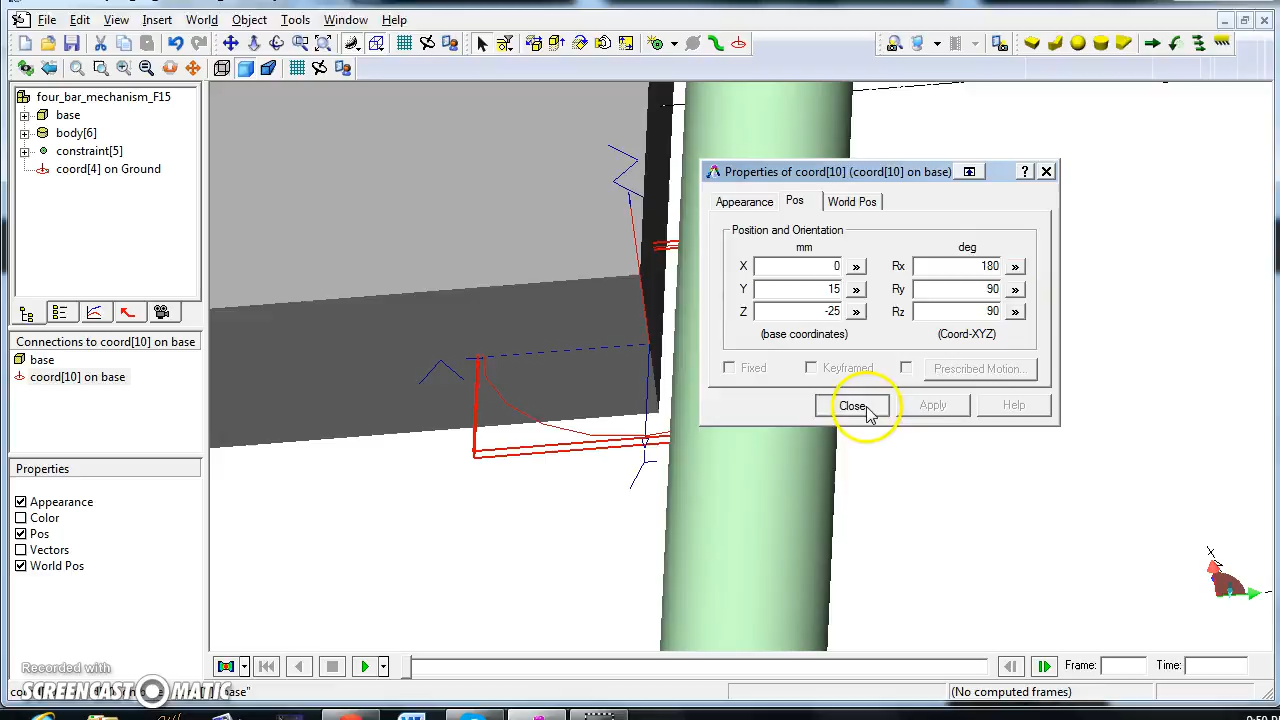 File Edit View Insert World Object Tools Window Help
four_bar_mechanism_F15
base
body[6]
constraint[5]
coord[4] on Ground
Connections to coord[10] on base
base
coord[10] on base
Properties
Appearance
Color
Pos
Vectors
World Pos
Properties of coord[10] (coord[10] on base)
Appearance Pos World Pos
Position and Orientation
mm deg
X 0 » Rx 180 »
Y 15 » Ry 90 »
Z -25 » Rz 90 »
(base coordinates) (Coord-XYZ)
Fixed Keyframed Prescribed Motion...
Close Apply Help
X
Z
Frame: Time:
Recorded with
SCREENCAST MATIC
(No computed frames)